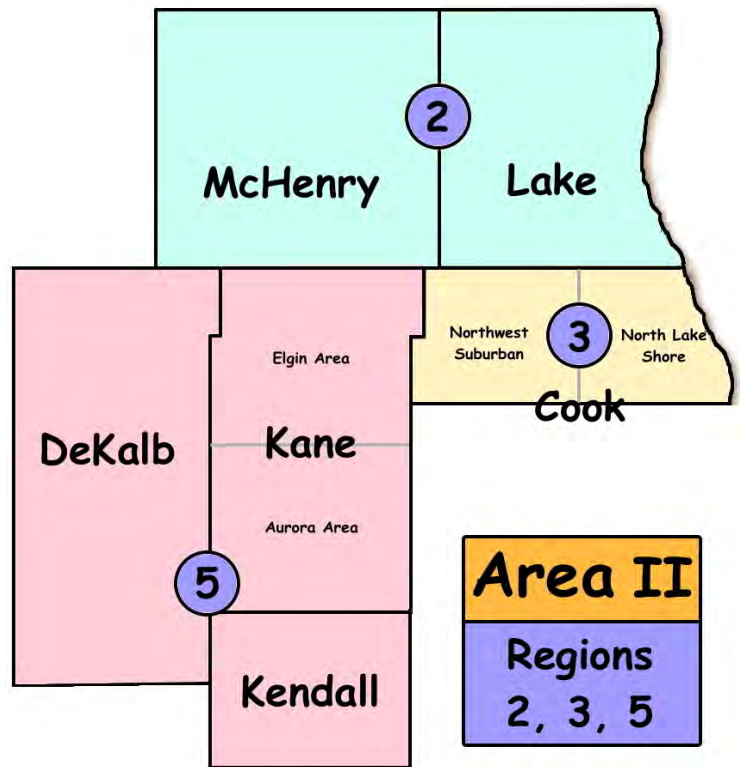 2
McHenry
Lake
Northwest
Suburban
3
North Lake
Shore
Cook
Elgin Area
DeKalb
Kane
Aurora Area
5
Kendall
Area II
Regions
2, 3, 5